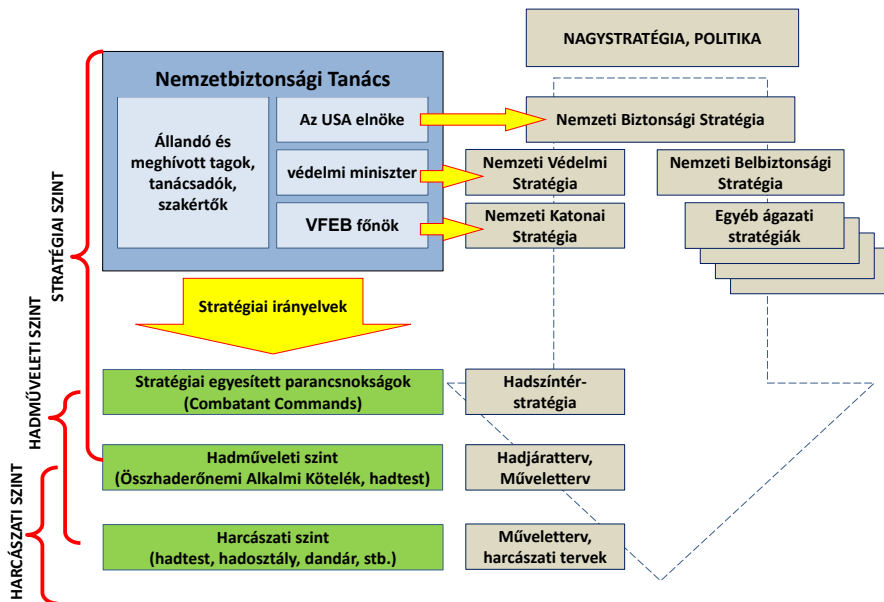 NAGYSTRATÉGIA, POLITIKA
Nemzetbiztonsági Tanács
Állandó és
meghívott tagok,
tanácsadók,
szakértők
Az USA elnöke
védelmi miniszter
VFEB főnök
Nemzeti Biztonsági Stratégia
Nemzeti Védelmi
Stratégia
Nemzeti Belbiztonsági
Stratégia
Nemzeti Katonai
Stratégia
Egyéb ágazati
stratégiák
Stratégiai irányelvek
Stratégiai egyesített parancsnokságok
(Combatant Commands)
Hadszíntér-
stratégia
Hadműveleti szint
(Összhaderőnemi Alkalmi Kötelék, hadtest)
Hadjáratterv,
Műveletterv
Harcászati szint
(hadtest, hadosztály, dandár, stb.)
Műveletterv,
harcászati tervek
STRATÉGIAI SZINT
HADMŰVELETI SZINT
HARCÁSZATI SZINT